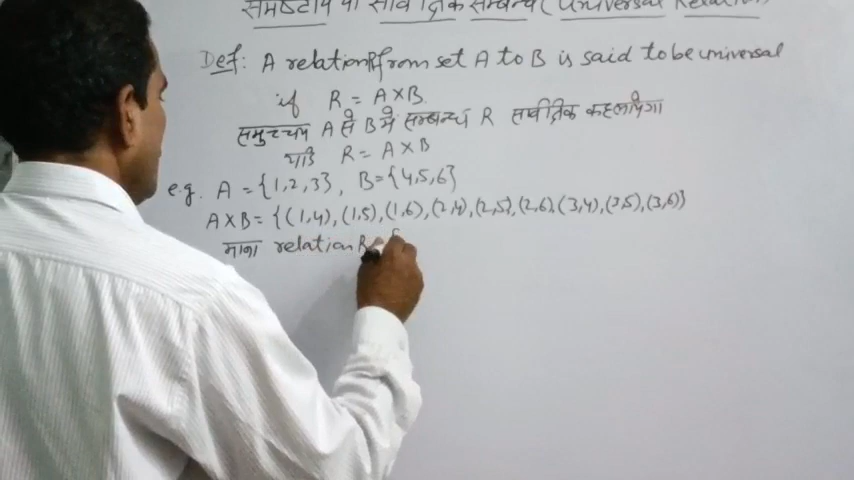 समष्टीय या सार्वत्रिक सम्बन्ध (Universal Relation)
Def: A relation R from set A to B is said to be universal
if R = A×B.
समुच्चय A से B में सम्बन्ध R सार्वत्रिक कहलायेगा
यदि R = A×B
e.g. A = {1,2,3}, B={4,5,6}
A×B = {(1,4), (1,5), (1,6), (2,4), (2,5), (2,6), (3,4), (3,5), (3,6)}
माना relation R